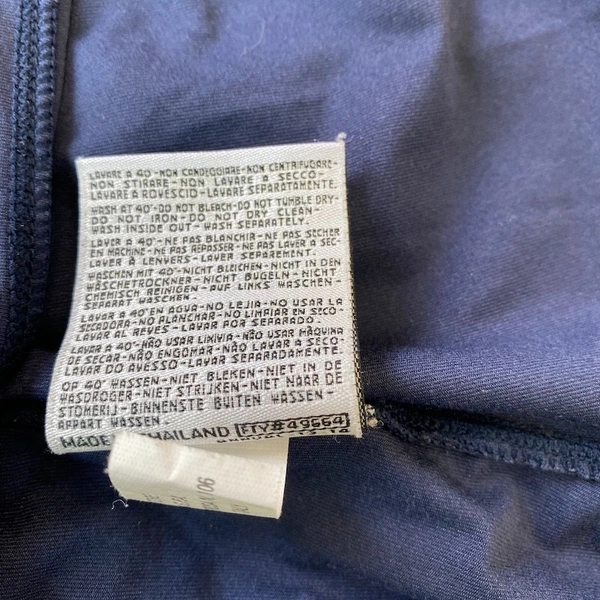 LAVARE A 40°-NON CANDEGGIARE-NON CENTRIFUGARE-
NON STIRARE-NON LAVARE A SECCO-
LAVARE A ROVESCIO-LAVARE SEPARATAMENTE.
WASH AT 40°-DO NOT BLEACH-DO NOT TUMBLE DRY-
DO NOT IRON-DO NOT DRY CLEAN-
WASH INSIDE OUT-WASH SEPARATELY.
LAVER A 40°-NE PAS BLANCHIR-NE PAS SECHER
EN MACHINE-NE PAS REPASSER-NE PAS LAVER A SEC-
LAVER A L'ENVERS-LAVER SEPAREMENT.
WASCHEN MIT 40°-NICHT BLEICHEN-NICHT IN DEN
WÄSCHETROCKNER-NICHT BUGELN-NICHT
CHEMISCH REINIGEN-AUF LINKS WASCHEN-
SEPARAT WASCHEN.
LAVAR A 40°EN AGUA-NO LEJIA-NO USAR LA
SECADORA-NO PLANCHAR-NO LIMPIAR EN SECO
LAVAR AL REYES-LAVAR POR SEPARADO.
LAVAR A 40°-NÃO USAR LIXIVIA-NÃO USAR MÁQUINA
DE SECAR-NÃO ENGOMAR-NÃO LAVAR A SECO-
LAVAR DO AVESSO-LAVAR SEPARADAMENTE.
OP 40° WASSEN-NIET BLEKEN-NIET IN DE
WASDROGER-NIET STRIJKEN-NIET NAAR DE
STOMERIJ-BINNENSTE BUITEN WASSEN-
APPART WASSEN.
MADE THAILAND FTY#49664